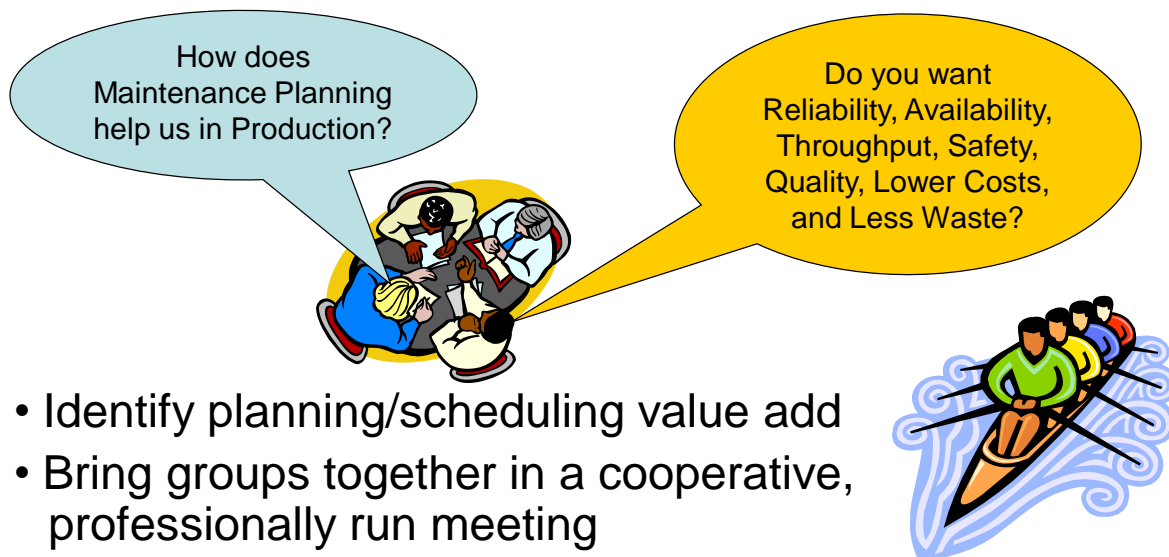 How does
Maintenance Planning
help us in Production?
Do you want
Reliability, Availability,
Throughput, Safety,
Quality, Lower Costs,
and Less Waste?
• Identify planning/scheduling value add
• Bring groups together in a cooperative,
professionally run meeting